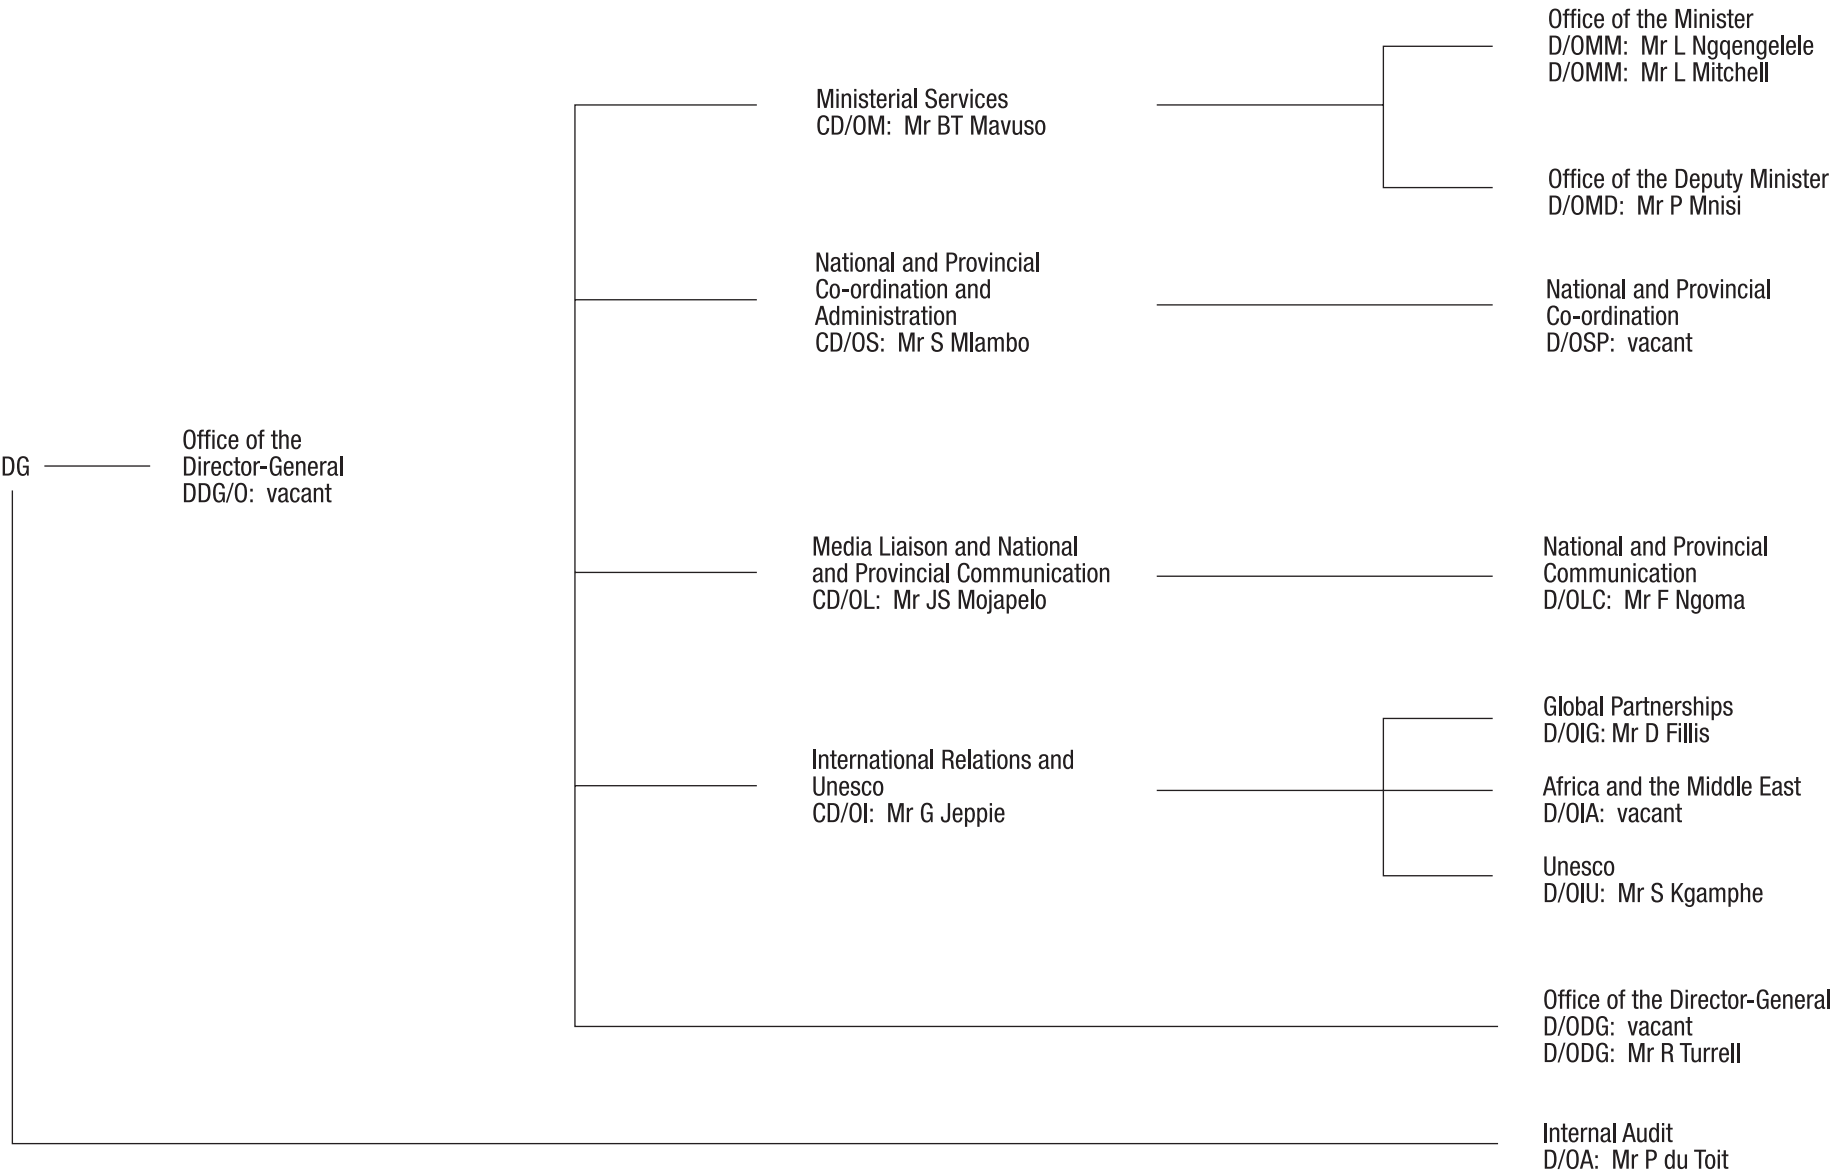 DG
Office of the
Director-General
DDG/O: vacant
Ministerial Services
CD/OM: Mr BT Mavuso
Office of the Minister
D/OMM: Mr L Ngqengelele
D/OMM: Mr L Mitchell
Office of the Deputy Minister
D/OMD: Mr P Mnisi
National and Provincial
Co-ordination and
Administration
CD/OS: Mr S Mlambo
National and Provincial
Co-ordination
D/OSP: vacant
Media Liaison and National
and Provincial Communication
CD/OL: Mr JS Mojapelo
National and Provincial
Communication
D/OLC: Mr F Ngoma
International Relations and
Unesco
CD/OI: Mr G Jeppie
Global Partnerships
D/OIG: Mr D Fillis
Africa and the Middle East
D/OIA: vacant
Unesco
D/OIU: Mr S Kgamphe
Office of the Director-General
D/ODG: vacant
D/ODG: Mr R Turrell
Internal Audit
D/OA: Mr P du Toit